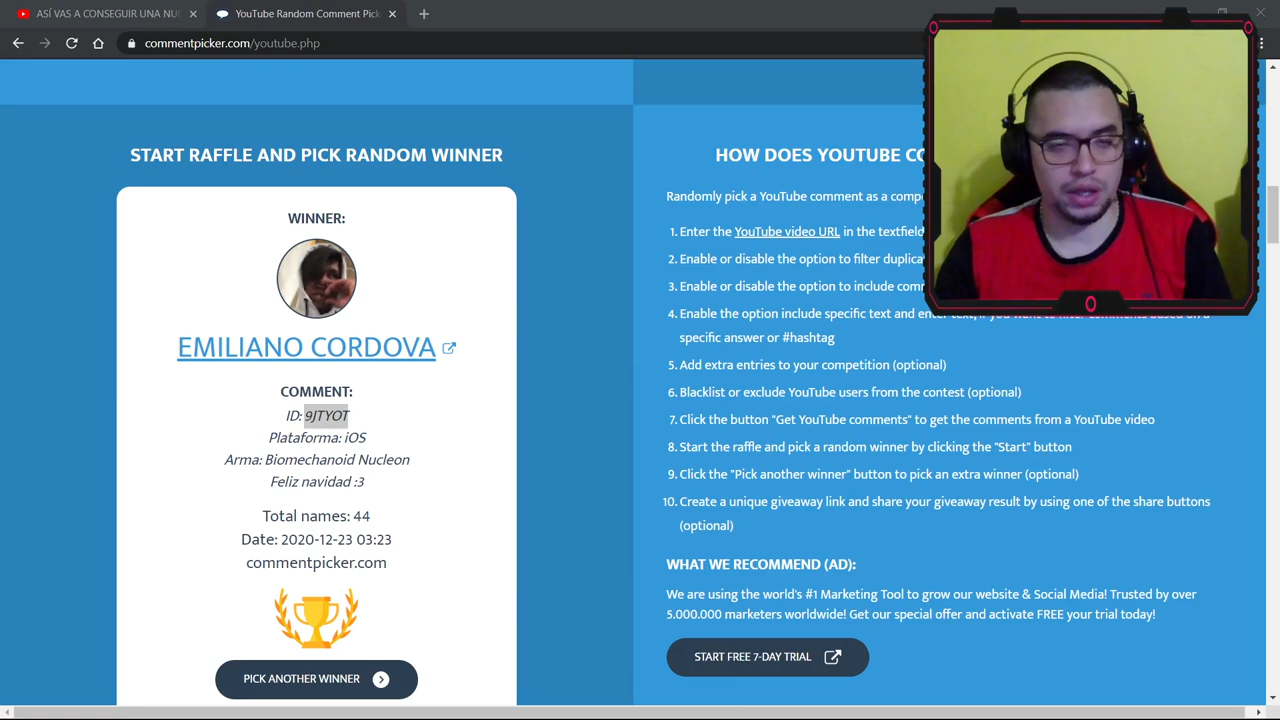 ASÍ VAS A CONSEGUIR UNA NU
YouTube Random Comment Pick
commentpicker.com/youtube.php
START RAFFLE AND PICK RANDOM WINNER
WINNER:
EMILIANO CORDOVA
COMMENT:
ID: 9JTYOT
Plataforma: iOS
Arma: Biomechanoid Nucleon
Feliz navidad :3
Total names: 44
Date: 2020-12-23 03:23
commentpicker.com
PICK ANOTHER WINNER
HOW DOES YOUTUBE CO
Randomly pick a YouTube comment as a comp
1. Enter the YouTube video URL in the textfield
2. Enable or disable the option to filter duplica
3. Enable or disable the option to include com
4. Enable the option include specific text and enter text, if you want to filter comments based on a
specific answer or #hashtag
5. Add extra entries to your competition (optional)
6. Blacklist or exclude YouTube users from the contest (optional)
7. Click the button "Get YouTube comments" to get the comments from a YouTube video
8. Start the raffle and pick a random winner by clicking the "Start" button
9. Click the "Pick another winner" button to pick an extra winner (optional)
10. Create a unique giveaway link and share your giveaway result by using one of the share buttons
(optional)
WHAT WE RECOMMEND (AD):
We are using the world's #1 Marketing Tool to grow our website & Social Media! Trusted by over
5.000.000 marketers worldwide! Get our special offer and activate FREE your trial today!
START FREE 7-DAY TRIAL